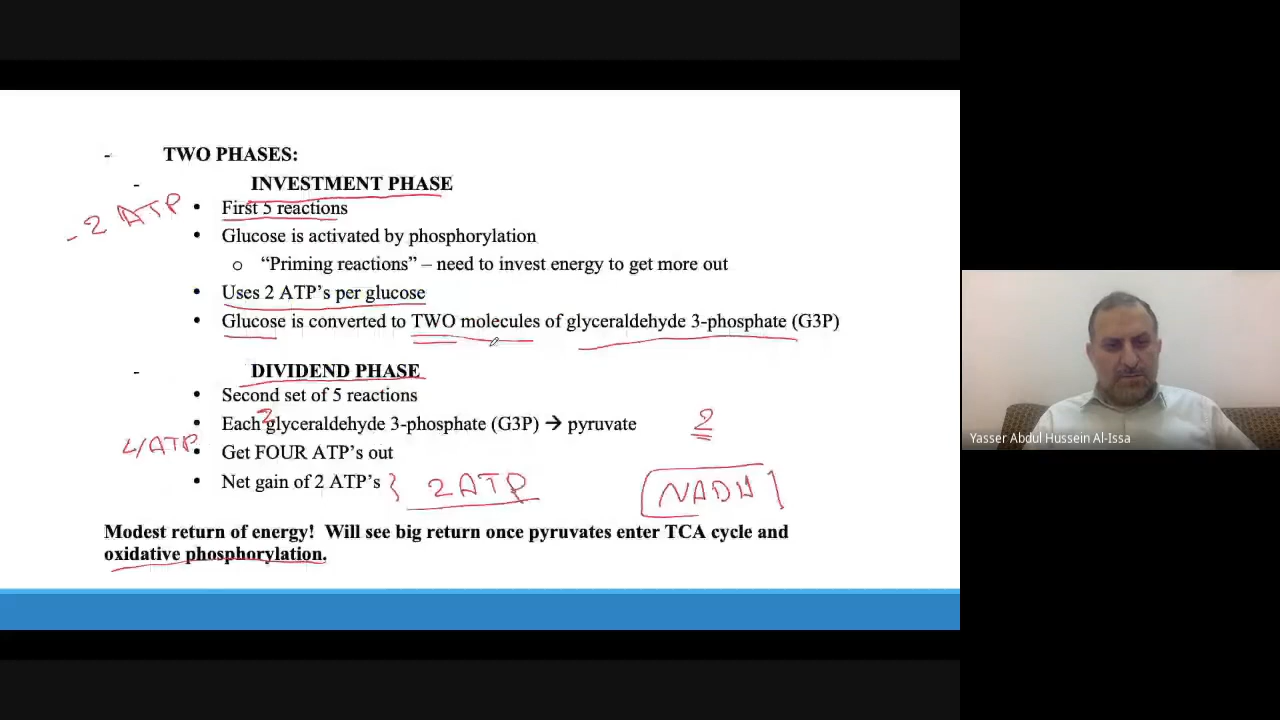 - TWO PHASES:
- INVESTMENT PHASE
- 2 ATP
• First 5 reactions
• Glucose is activated by phosphorylation
o “Priming reactions” – need to invest energy to get more out
• Uses 2 ATP’s per glucose
• Glucose is converted to TWO molecules of glyceraldehyde 3-phosphate (G3P)
- DIVIDEND PHASE
• Second set of 5 reactions
2
• Each glyceraldehyde 3-phosphate (G3P) → pyruvate 2
4 ATP
• Get FOUR ATP’s out
• Net gain of 2 ATP’s } 2 ATP NADH
Modest return of energy! Will see big return once pyruvates enter TCA cycle and
oxidative phosphorylation.
Yasser Abdul Hussein Al-Issa